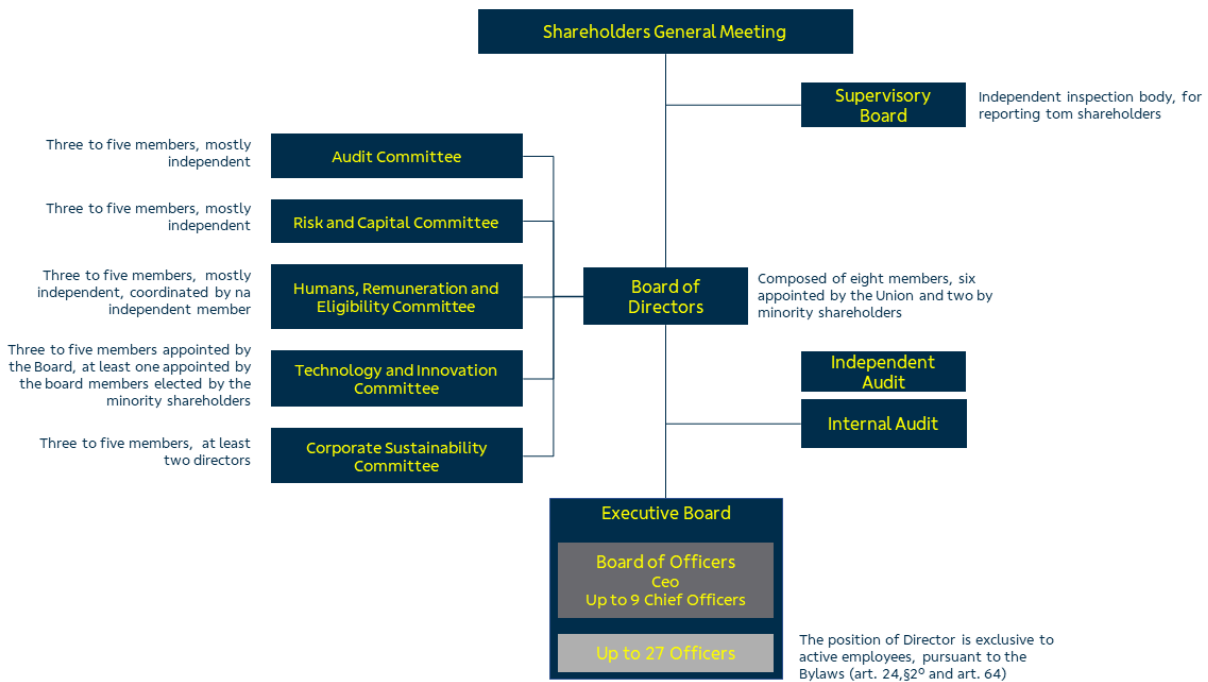 Shareholders General Meeting
Supervisory
Board
Independent inspection body, for
reporting tom shareholders
Three to five members, mostly
independent
Audit Committee
Three to five members, mostly
independent
Risk and Capital Committee
Three to five members, mostly
independent, coordinated by na
independent member
Humans, Remuneration and
Eligibility Committee
Board of
Directors
Composed of eight members, six
appointed by the Union and two by
minority shareholders
Three to five members appointed by
the Board, at least one appointed by
the board members elected by the
minority shareholders
Technology and Innovation
Committee
Independent
Audit
Internal Audit
Three to five members, at least
two directors
Corporate Sustainability
Committee
Executive Board
Board of Officers
Ceo
Up to 9 Chief Officers
Up to 27 Officers
The position of Director is exclusive to
active employees, pursuant to the
Bylaws (art. 24,§2º and art. 64)